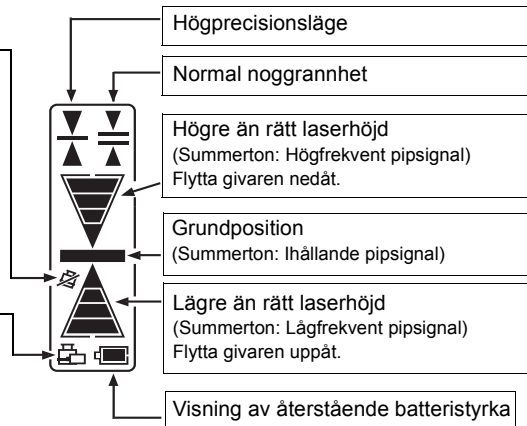 Högprecisionsläge
Normal noggrannhet
Högre än rätt laserhöjd
(Summerton: Högfrekvent pipsignal)
Flytta givaren nedåt.
Grundposition
(Summerton: Ihållande pipsignal)
Lägre än rätt laserhöjd
(Summerton: Lågfrekvent pipsignal)
Flytta givaren uppåt.
Visning av återstående batteristyrka